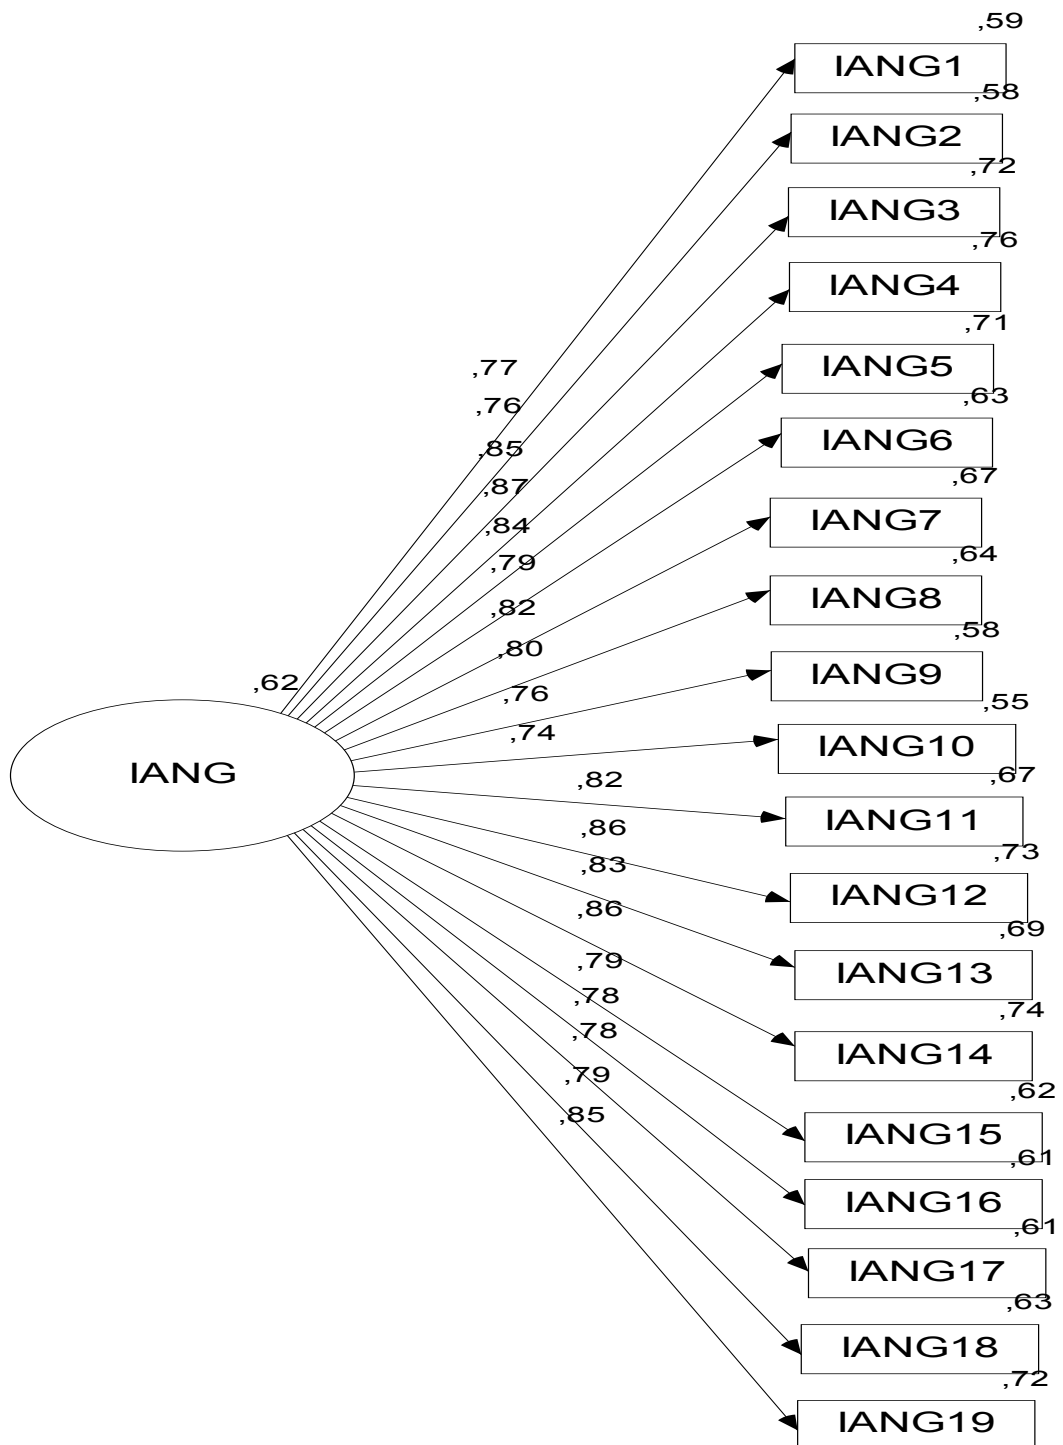 ,59
IANG1
,58
IANG2
,72
IANG3
,76
IANG4
,71
IANG5
,77
,63
,76
IANG6
,85
,67
,87
IANG7
,84
,64
,79
IANG8
,82
,58
,80
IANG9
,62
,76
,55
,74
IANG10
IANG
,67
,82
IANG11
,86
,73
,83
IANG12
,86
,69
,79
IANG13
,78
,74
,78
IANG14
,79
,62
,85
IANG15
,61
IANG16
,61
IANG17
,63
IANG18
,72
IANG19